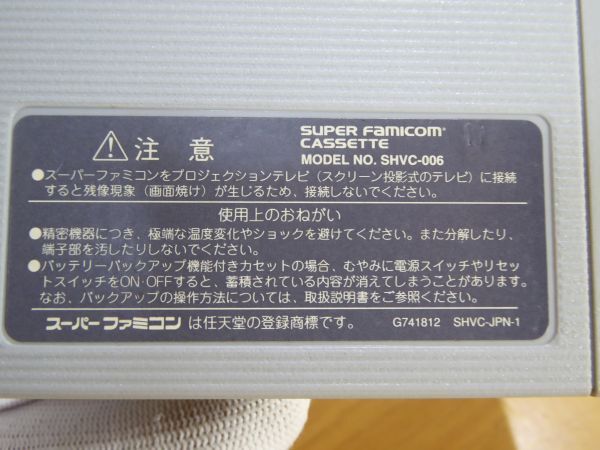 注 意
SUPER FAMICOM
CASSETTE
MODEL NO. SHVC-006
●スーパーファミコンをプロジェクションテレビ(スクリーン投影式のテレビ)に接続
すると残像現象(画面焼け)が生じるため、接続しないでください。
使用上のおねがい
●精密機器につき、極端な温度変化やショックを避けてください。また分解したり、
端子部を汚したりしないでください。
●バッテリーバックアップ機能付きカセットの場合、むやみに電源スイッチやリセッ
トスイッチをON・OFFすると、蓄積されている内容が消えてしまうことがあります。
なお、バックアップの操作方法については、取扱説明書をご参照ください。
スーパーファミコンは任天堂の登録商標です。 G741812 SHVC-JPN-1